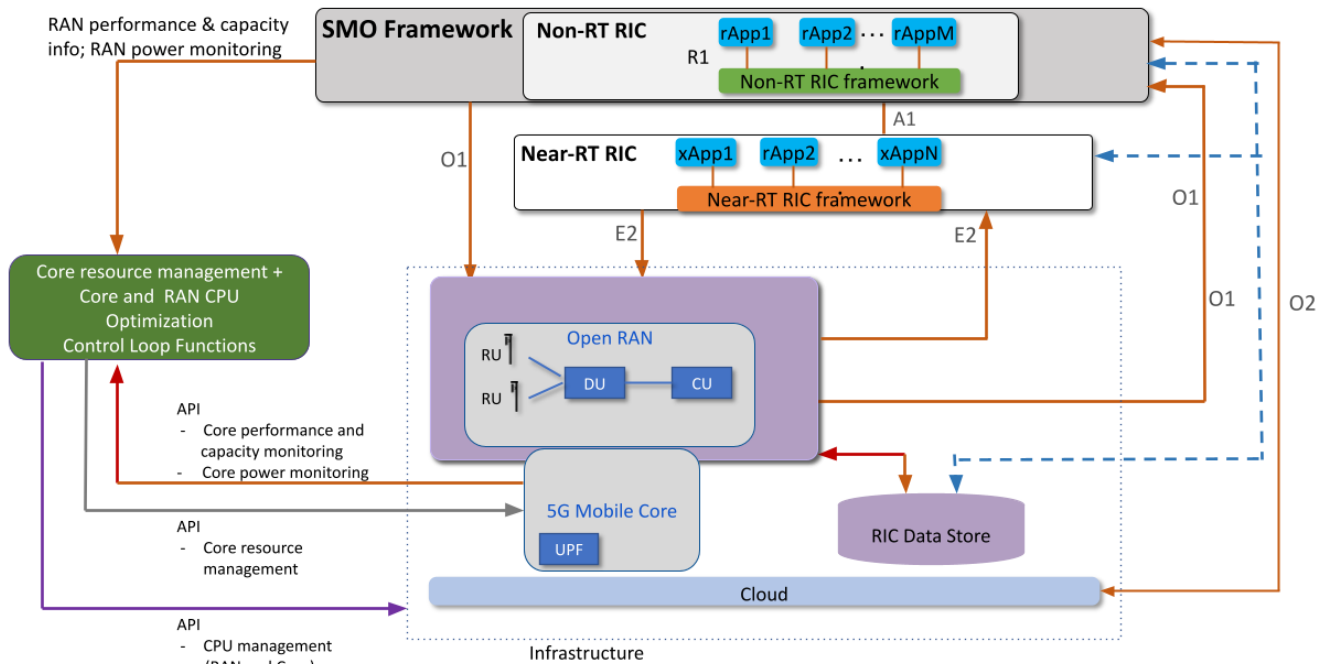 RAN performance & capacity
info; RAN power monitoring
SMO Framework
Non-RT RIC
rApp1
rApp2
...
rAppM
R1
Non-RT RIC framework
A1
O1
Near-RT RIC
xApp1
rApp2
...
xAppN
Near-RT RIC framework
E2
E2
O1
O1
O2
Core resource management +
Core and RAN CPU
Optimization
Control Loop Functions
Open RAN
RU
RU
DU
CU
API
- Core performance and
capacity monitoring
- Core power monitoring
5G Mobile Core
UPF
RIC Data Store
API
- Core resource
management
Cloud
API
- CPU management
Infrastructure